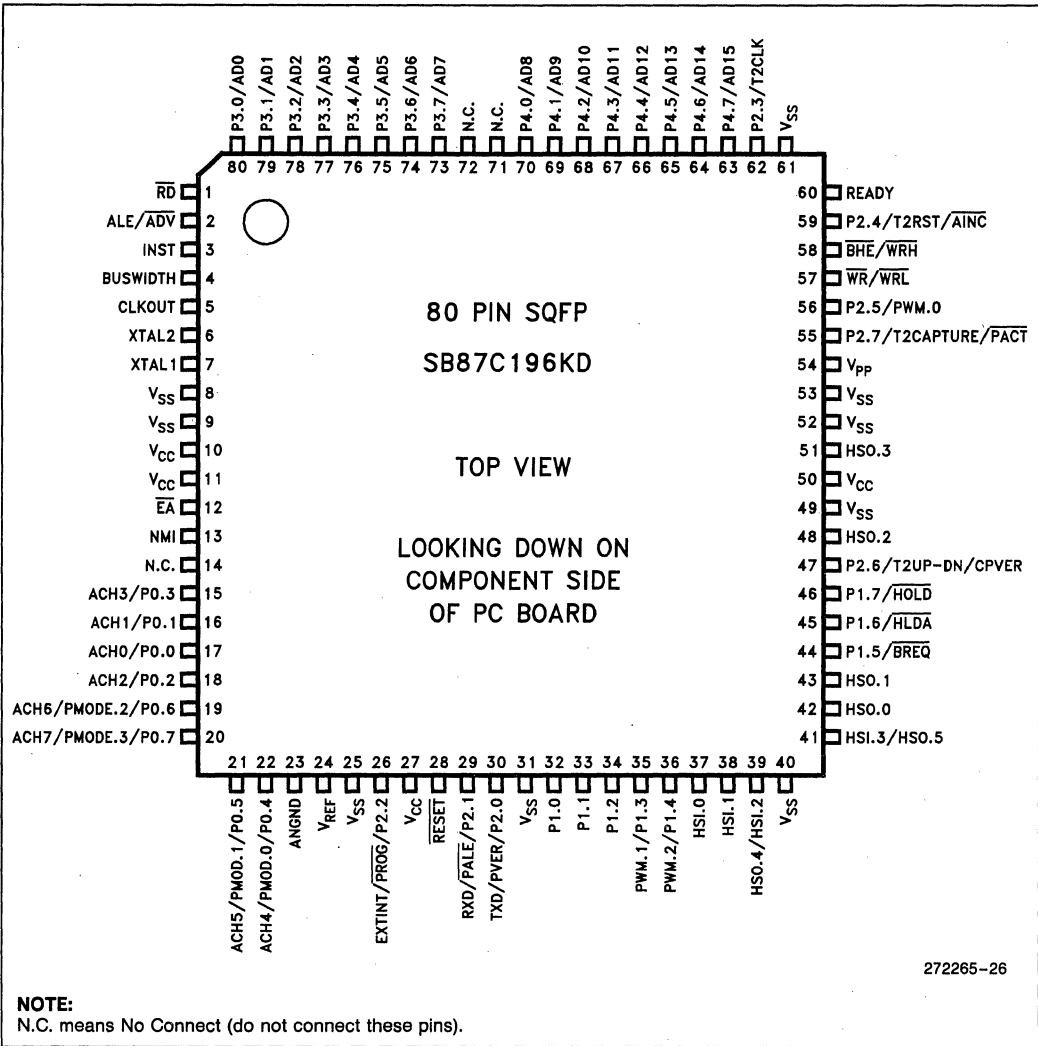 P3.0/AD0
P3.1/AD1
P3.2/AD2
P3.3/AD3
P3.4/AD4
P3.5/AD5
P3.6/AD6
P3.7/AD7
N.C.
N.C.
P4.0/AD8
P4.1/AD9
P4.2/AD10
P4.3/AD11
P4.4/AD12
P4.5/AD13
P4.6/AD14
P4.7/AD15
P2.3/T2CLK
VSS
80 79 78 77 76 75 74 73 72 71 70 69 68 67 66 65 64 63 62 61
RD 1
ALE/ADV 2
INST 3
BUSWIDTH 4
CLKOUT 5
XTAL2 6
XTAL1 7
VSS 8
VSS 9
VCC 10
VCC 11
EA 12
NMI 13
N.C. 14
ACH3/P0.3 15
ACH1/P0.1 16
ACH0/P0.0 17
ACH2/P0.2 18
ACH6/PMODE.2/P0.6 19
ACH7/PMODE.3/P0.7 20
80 PIN SQFP
SB87C196KD
TOP VIEW
LOOKING DOWN ON
COMPONENT SIDE
OF PC BOARD
60 READY
59 P2.4/T2RST/AINC
58 BHE/WRH
57 WR/WRL
56 P2.5/PWM.0
55 P2.7/T2CAPTURE/PACT
54 VPP
53 VSS
52 VSS
51 HSO.3
50 VCC
49 VSS
48 HSO.2
47 P2.6/T2UP-DN/CPVER
46 P1.7/HOLD
45 P1.6/HLDA
44 P1.5/BREQ
43 HSO.1
42 HSO.0
41 HSI.3/HSO.5
21 22 23 24 25 26 27 28 29 30 31 32 33 34 35 36 37 38 39 40
ACH5/PMOD.1/P0.5
ACH4/PMOD.0/P0.4
ANGND
VREF
VSS
EXTINT/PROG/P2.2
VCC
RESET
RXD/PALE/P2.1
TXD/PVER/P2.0
VSS
P1.0
P1.1
P1.2
PWM.1/P1.3
PWM.2/P1.4
HSI.0
HSI.1
HSO.4/HSI.2
VSS
272265-26
NOTE:
N.C. means No Connect (do not connect these pins).